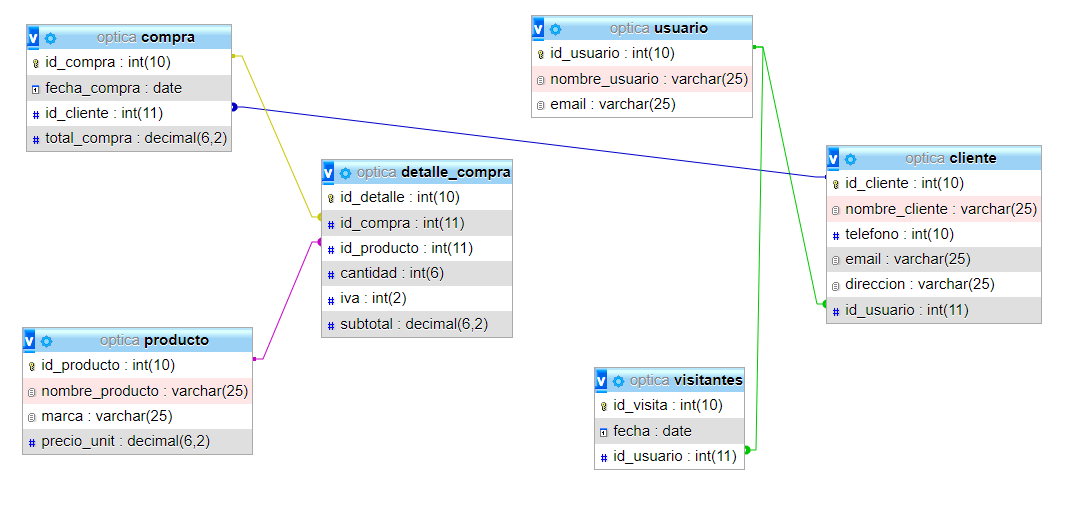 optica compra
id_compra : int(10)
fecha_compra : date
id_cliente : int(11)
total_compra : decimal(6,2)
optica usuario
id_usuario : int(10)
nombre_usuario : varchar(25)
email : varchar(25)
optica detalle_compra
id_detalle : int(10)
id_compra : int(11)
id_producto : int(11)
cantidad : int(6)
iva : int(2)
subtotal : decimal(6,2)
optica cliente
id_cliente : int(10)
nombre_cliente : varchar(25)
telefono : int(10)
email : varchar(25)
direccion : varchar(25)
id_usuario : int(11)
optica producto
id_producto : int(10)
nombre_producto : varchar(25)
marca : varchar(25)
precio_unit : decimal(6,2)
optica visitantes
id_visita : int(10)
fecha : date
id_usuario : int(11)